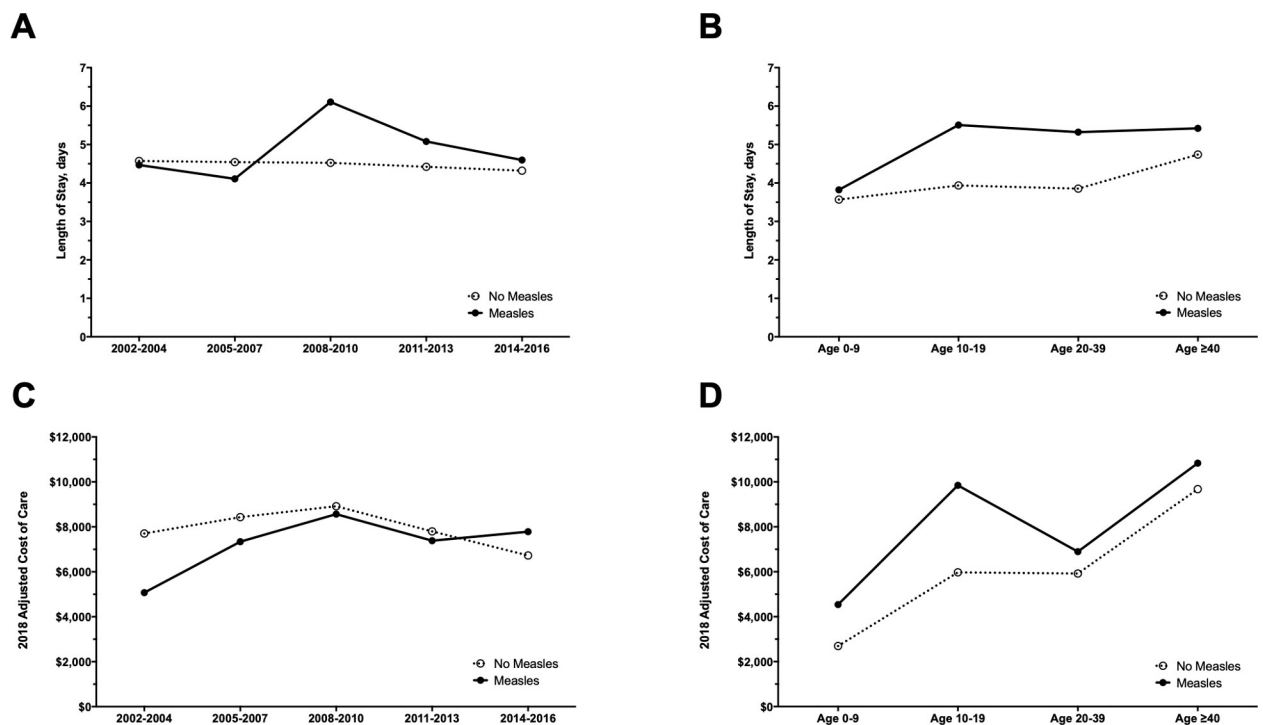 A
Length of Stay, days
7
6
5
4
3
2
1
0
No Measles
Measles
2002-2004 2005-2007 2008-2010 2011-2013 2014-2016
B
Length of Stay, days
7
6
5
4
3
2
1
0
No Measles
Measles
Age 0-9 Age 10-19 Age 20-39 Age ≥40
C
2018 Adjusted Cost of Care
$12,000
$10,000
$8,000
$6,000
$4,000
$2,000
$0
No Measles
Measles
2002-2004 2005-2007 2008-2010 2011-2013 2014-2016
D
2018 Adjusted Cost of Care
$12,000
$10,000
$8,000
$6,000
$4,000
$2,000
$0
No Measles
Measles
Age 0-9 Age 10-19 Age 20-39 Age ≥40